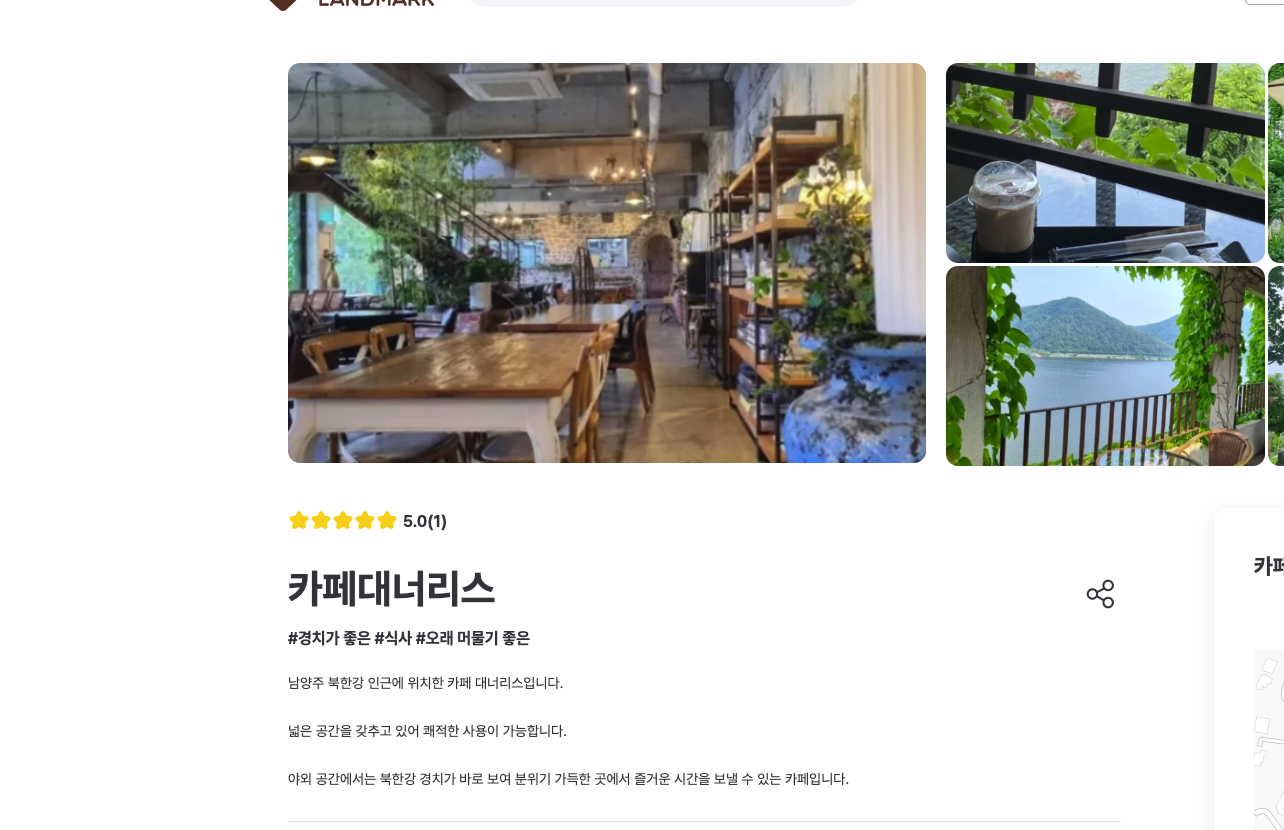 LANDMARK
5.0(1)
카페대너리스
카페
#경치가 좋은 #식사 #오래 머물기 좋은
남양주 북한강 인근에 위치한 카페 대너리스입니다.
넓은 공간을 갖추고 있어 쾌적한 사용이 가능합니다.
야외 공간에서는 북한강 경치가 바로 보여 분위기 가득한 곳에서 즐거운 시간을 보낼 수 있는 카페입니다.